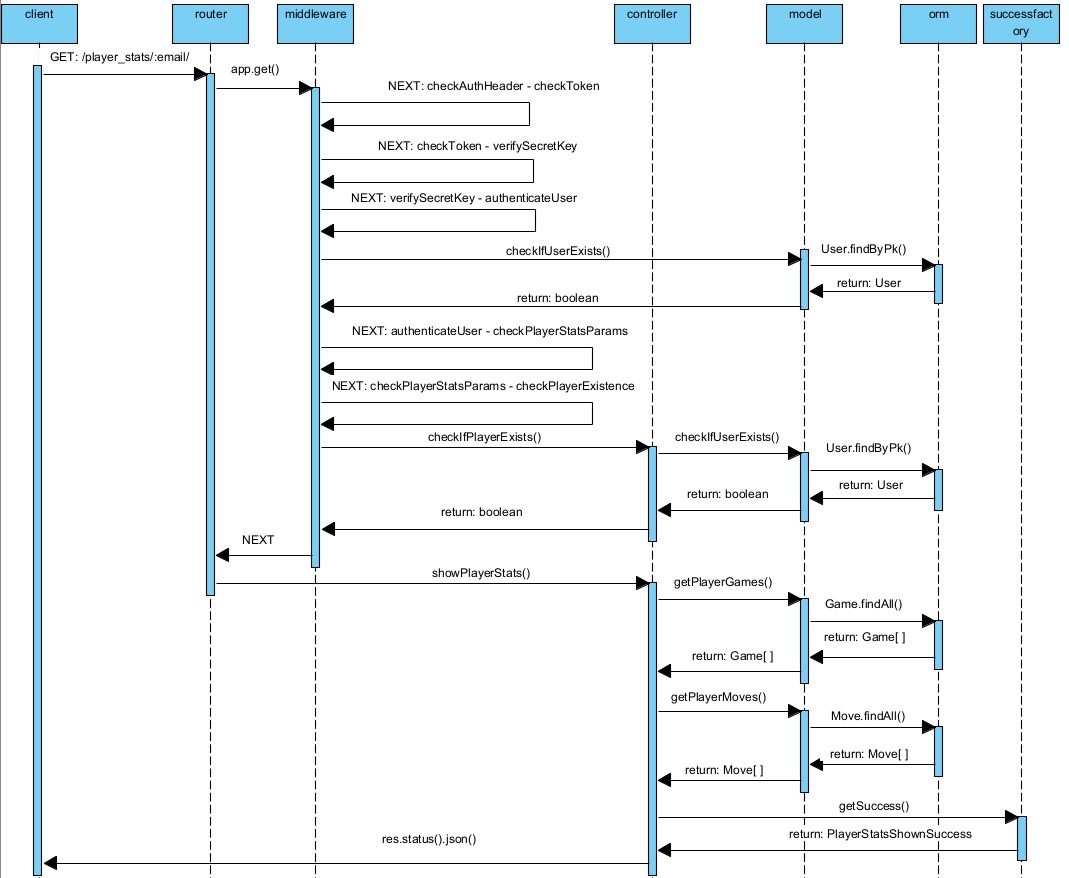 client
router
middleware
controller
model
orm
successfact
ory
GET: /player_stats/:email/
app.get()
NEXT: checkAuthHeader - checkToken
NEXT: checkToken - verifySecretKey
NEXT: verifySecretKey - authenticateUser
checkIfUserExists()
User.findByPk()
return: User
return: boolean
NEXT: authenticateUser - checkPlayerStatsParams
NEXT: checkPlayerStatsParams - checkPlayerExistence
checkIfPlayerExists()
checkIfUserExists()
User.findByPk()
return: User
return: boolean
return: boolean
NEXT
showPlayerStats()
getPlayerGames()
Game.findAll()
return: Game[ ]
return: Game[ ]
getPlayerMoves()
Move.findAll()
return: Move[ ]
return: Move[ ]
getSuccess()
return: PlayerStatsShownSuccess
res.status().json()